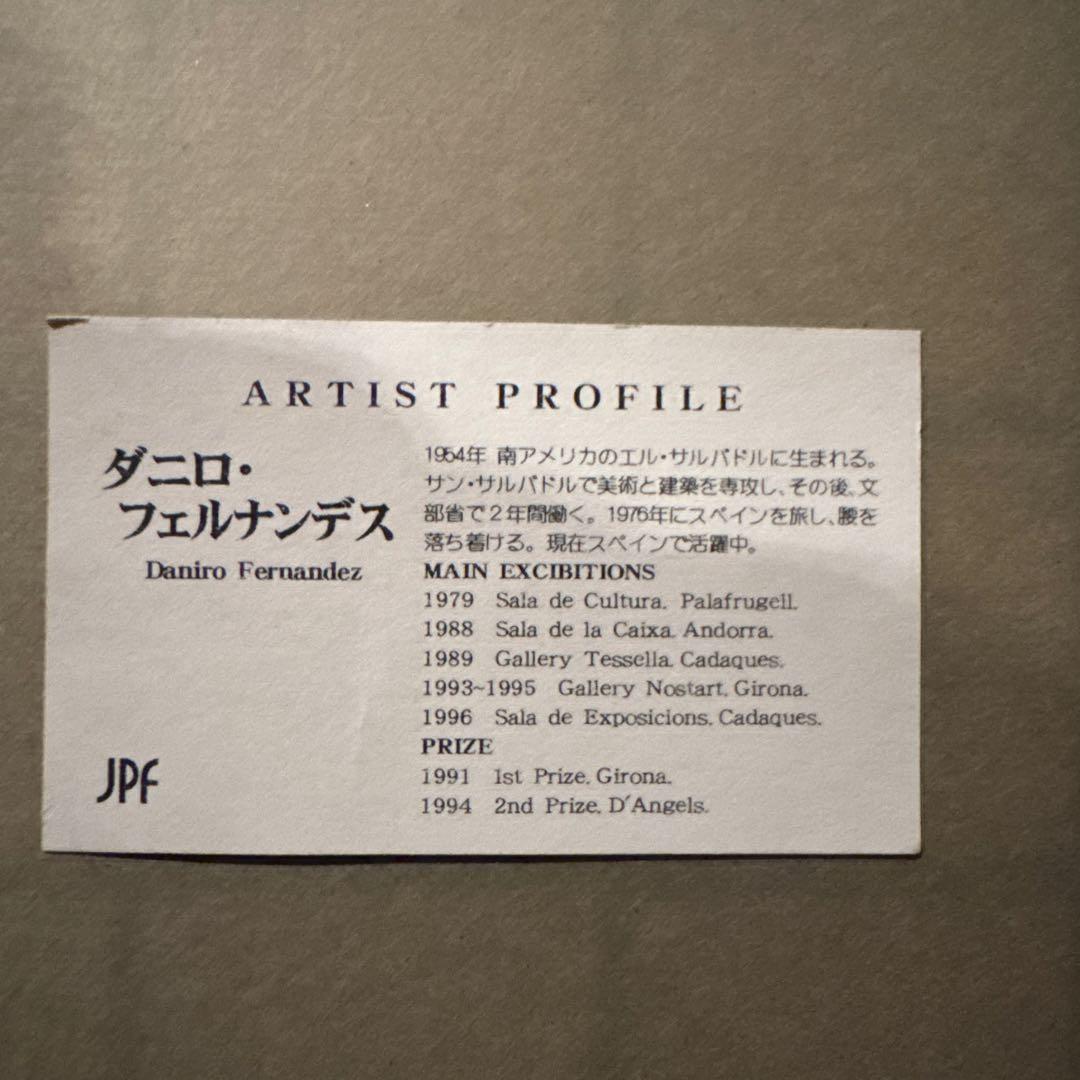 ARTIST PROFILE
ダニロ・
フェルナンデス
Daniro Fernandez
1954年 南アメリカのエル・サルバドルに生まれる。
サン・サルバドルで美術と建築を専攻し、その後、文
部省で2年間働く。1976年にスペインを旅し、腰を
落ち着ける。現在スペインで活躍中。
MAIN EXCIBITIONS
1979 Sala de Cultura. Palafrugell.
1988 Sala de la Caixa. Andorra.
1989 Gallery Tessella. Cadaques.
1993~1995 Gallery Nostart. Girona.
1996 Sala de Exposicions. Cadaques.
PRIZE
1991 1st Prize. Girona.
1994 2nd Prize. D'Angels.
JPF